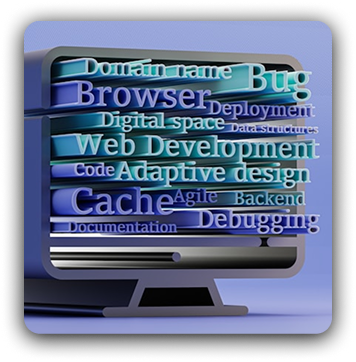 Domain name
Bug
Browser
Deployment
Digital space
Data structures
Web Development
Code
Adaptive design
Cache
Agile
Backend
Debugging
Documentation